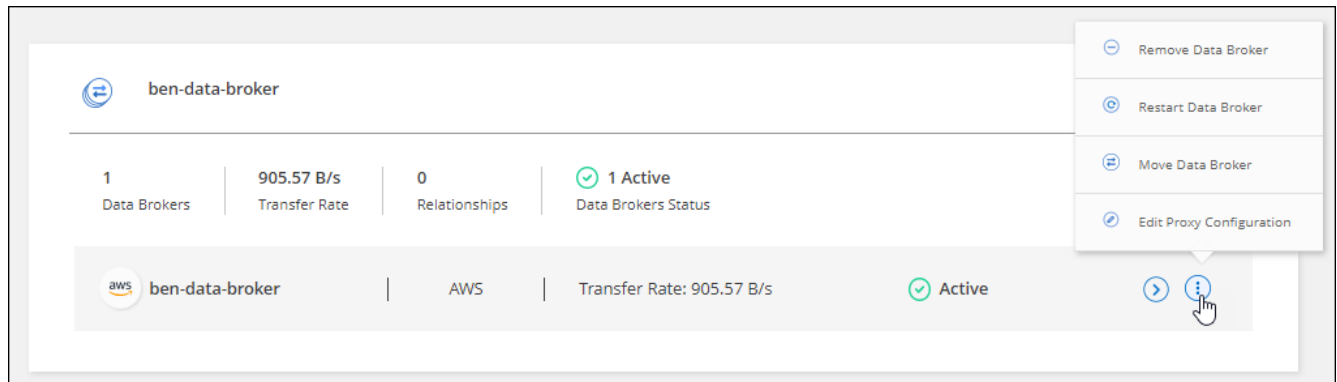 ben-data-broker
1
Data Brokers
905.57 B/s
Transfer Rate
0
Relationships
1 Active
Data Brokers Status
aws
ben-data-broker
AWS
Transfer Rate: 905.57 B/s
Active
Remove Data Broker
Restart Data Broker
Move Data Broker
Edit Proxy Configuration